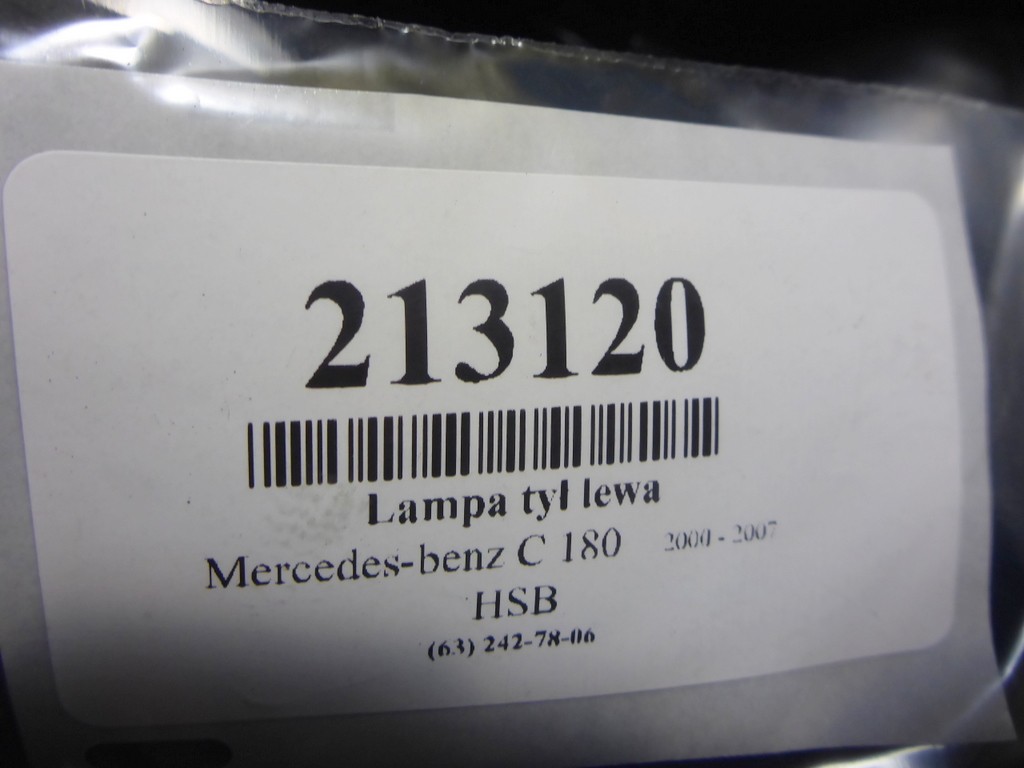 213120
Lampa tył lewa
Mercedes-benz C 180 2000 - 2007
HSB
(63) 242-78-06